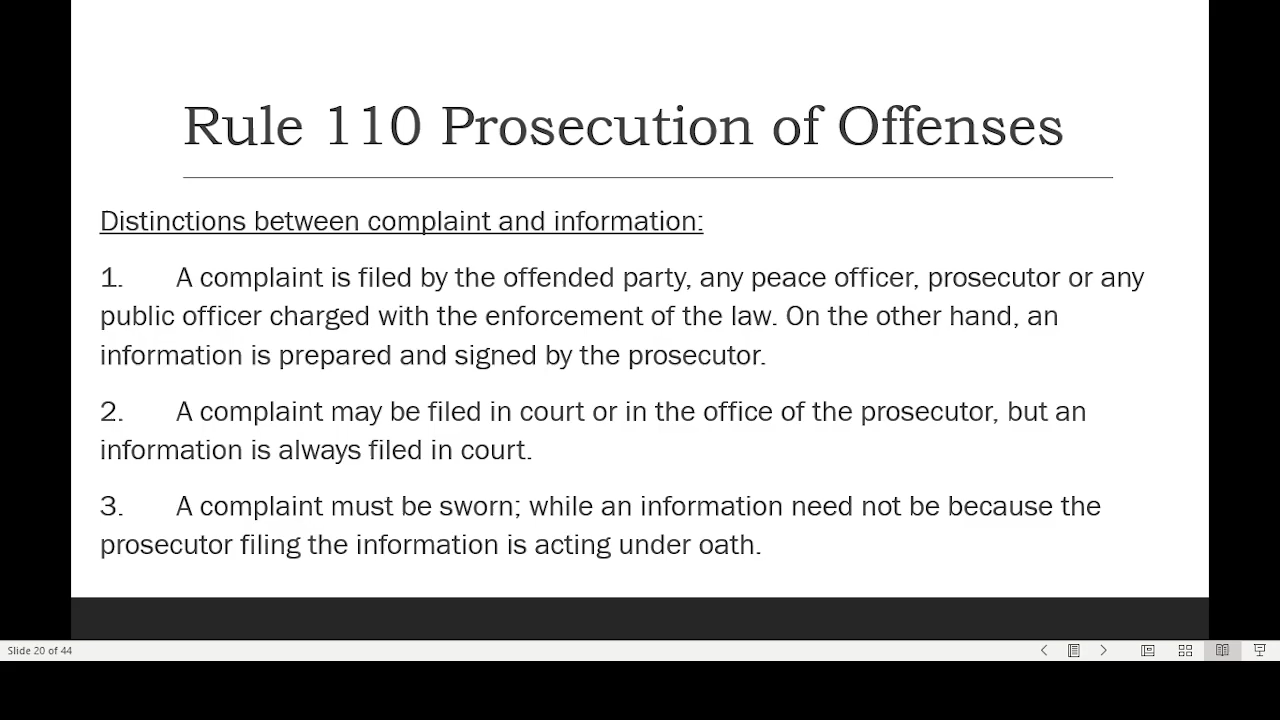 Rule 110 Prosecution of Offenses
Distinctions between complaint and information:
1. A complaint is filed by the offended party, any peace officer, prosecutor or any
public officer charged with the enforcement of the law. On the other hand, an
information is prepared and signed by the prosecutor.
2. A complaint may be filed in court or in the office of the prosecutor, but an
information is always filed in court.
3. A complaint must be sworn; while an information need not be because the
prosecutor filing the information is acting under oath.
Slide 20 of 44